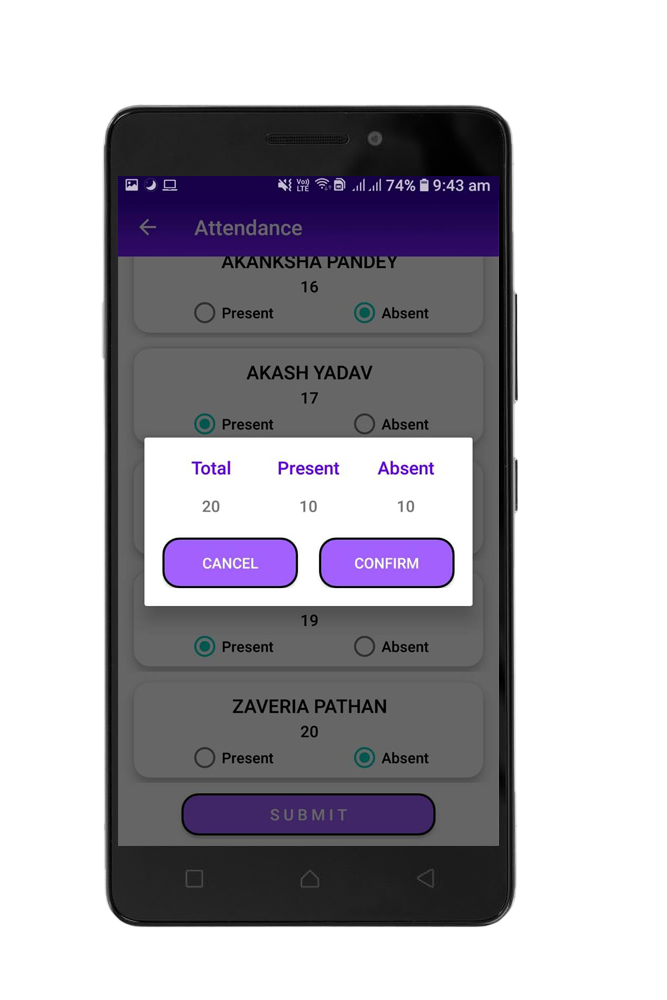 Vo) LTE 74% 9:43 am
Attendance
AKANKSHA PANDEY
16
Present Absent
AKASH YADAV
17
Present Absent
Total Present Absent
20 10 10
CANCEL CONFIRM
19
Present Absent
ZAVERIA PATHAN
20
Present Absent
SUBMIT